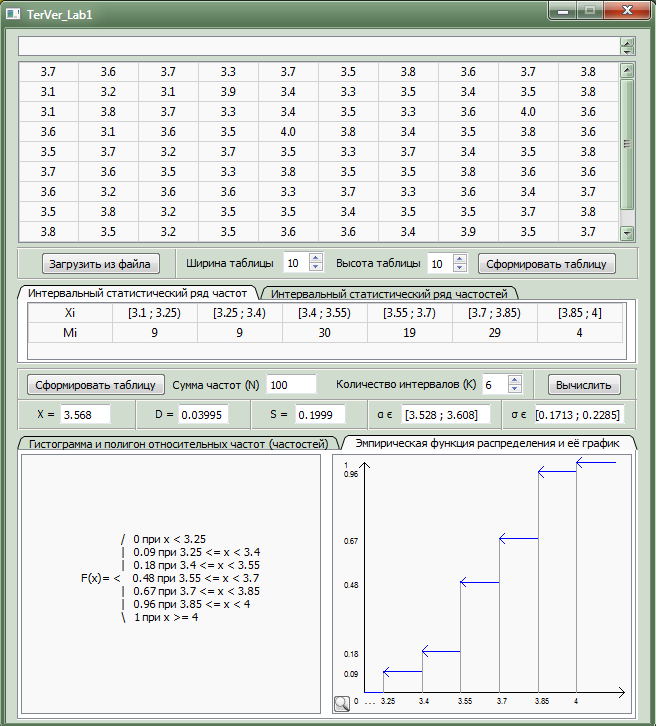 TerVer_Lab1
3.7 3.6 3.7 3.3 3.7 3.5 3.8 3.6 3.7 3.8
3.1 3.2 3.1 3.9 3.4 3.3 3.3 3.4 3.5 3.8
3.1 3.8 3.7 3.3 3.4 3.5 3.3 3.6 4.0 3.6
3.6 3.1 3.6 3.5 4.0 3.8 3.4 3.5 3.8 3.6
3.5 3.7 3.2 3.7 3.5 3.3 3.7 3.4 3.5 3.8
3.7 3.6 3.5 3.3 3.8 3.5 3.5 3.5 3.8 3.6
3.6 3.2 3.6 3.6 3.3 3.7 3.3 3.6 3.4 3.7
3.5 3.8 3.2 3.5 3.5 3.4 3.5 3.5 3.7 3.5
3.8 3.5 3.2 3.5 3.6 3.6 3.4 3.9 3.5 3.7
Загрузить из файла Ширина таблицы 10 Высота таблицы 10 Сформировать таблицу
Интервальный статистический ряд частот Интервальный статистический ряд частостей
Xi [3.1 ; 3.25) [3.25 ; 3.4) [3.4 ; 3.55) [3.55 ; 3.7) [3.7 ; 3.85) [3.85 ; 4]
Mi 9 9 30 19 29 4
Сформировать таблицу Сумма частот (N) 100 Количество интервалов (K) 6 Вычислить
X = 3.568 D = 0.03995 S = 0.1999 α є [3.528 ; 3.608] σ є [0.1713 ; 0.2285]
Гистограмма и полигон относительных частот (частостей) Эмпирическая функция распределения и её график
/ 0 при x < 3.25
| 0.09 при 3.25 <= x < 3.4
| 0.18 при 3.4 <= x < 3.55
F(x)= < 0.48 при 3.55 <= x < 3.7
| 0.67 при 3.7 <= x < 3.85
| 0.96 при 3.85 <= x < 4
\ 1 при x >= 4
1
0.96
0.67
0.48
0.18
0.09
0 ... 3.25 3.4 3.55 3.7 3.85 4